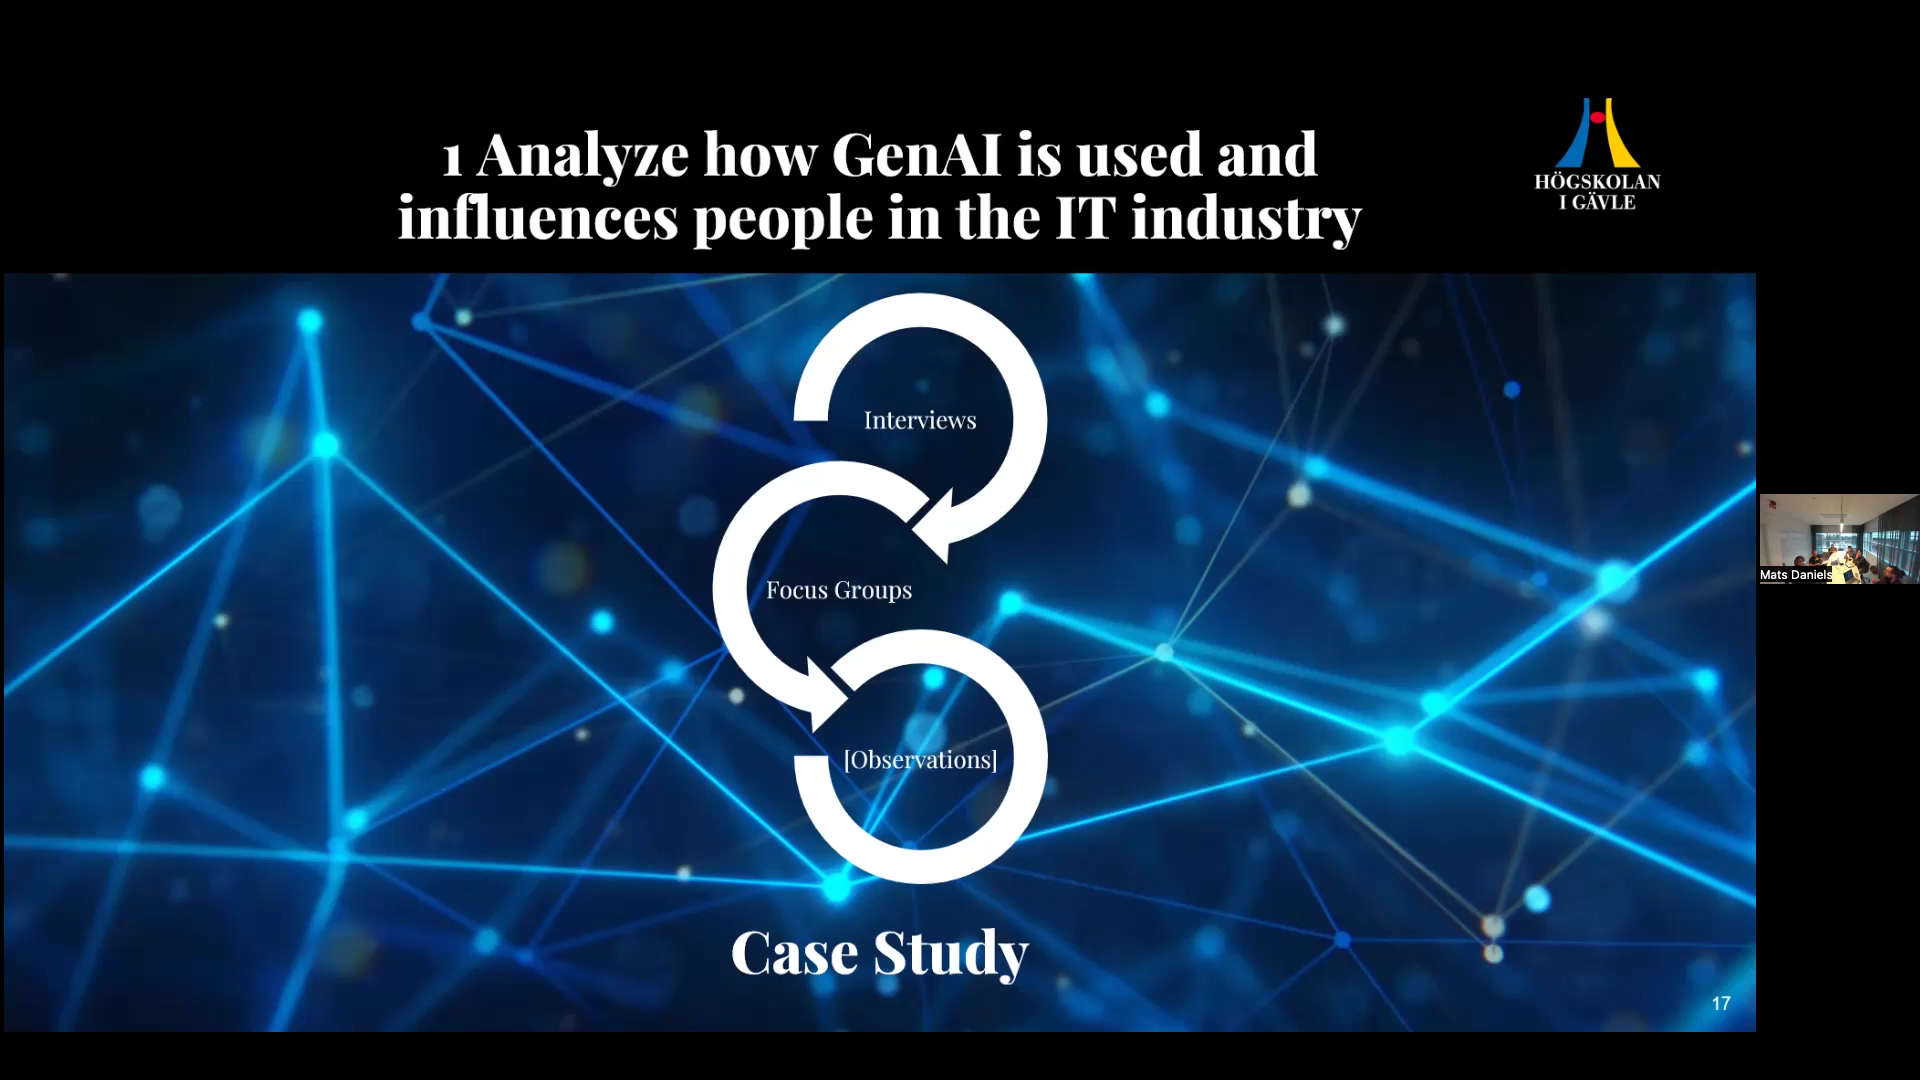 1 Analyze how GenAI is used and
influences people in the IT industry
HÖGSKOLAN
I GÄVLE
Interviews
Focus Groups
[Observations]
Case Study
17
Mats Daniels